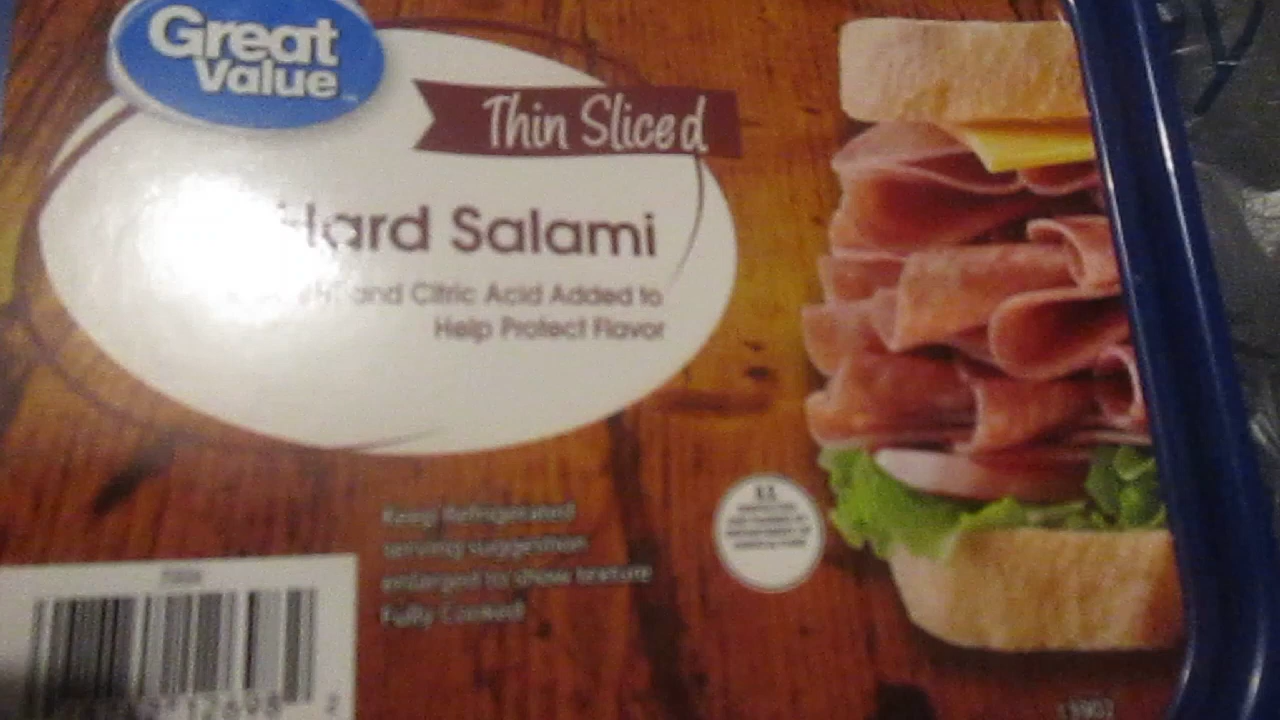 Great
Value
Thin Sliced
Hard Salami
and Citric Acid Added to
Help Protect Flavor
Keep Refrigerated
serving suggestion
enlarged to show texture
Fully Cooked